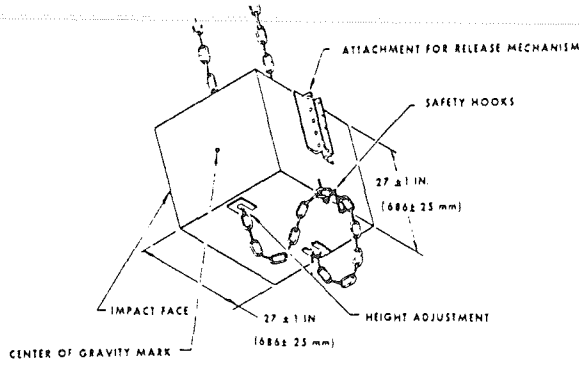 ATTACHMENT FOR RELEASE MECHANISM
SAFETY HOOKS
27 ±1 IN.
(686± 25 mm)
IMPACT FACE
27 ±1 IN
(686± 25 mm)
HEIGHT ADJUSTMENT
CENTER OF GRAVITY MARK